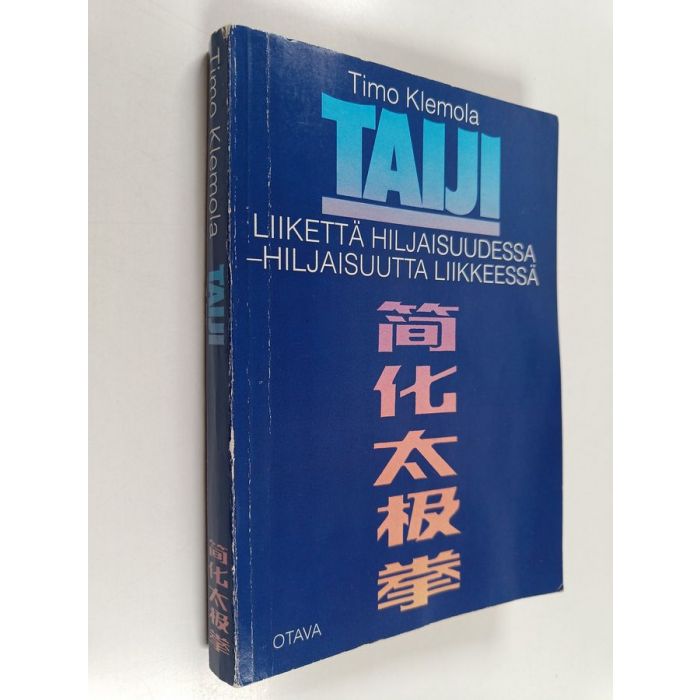 Timo Klemola
TAIJI
LIIKETTÄ HILJAISUUDESSA
–HILJAISUUTTA LIIKKEESSÄ
简化太极拳
OTAVA
Timo Klemola
TAIJI
简化太极拳